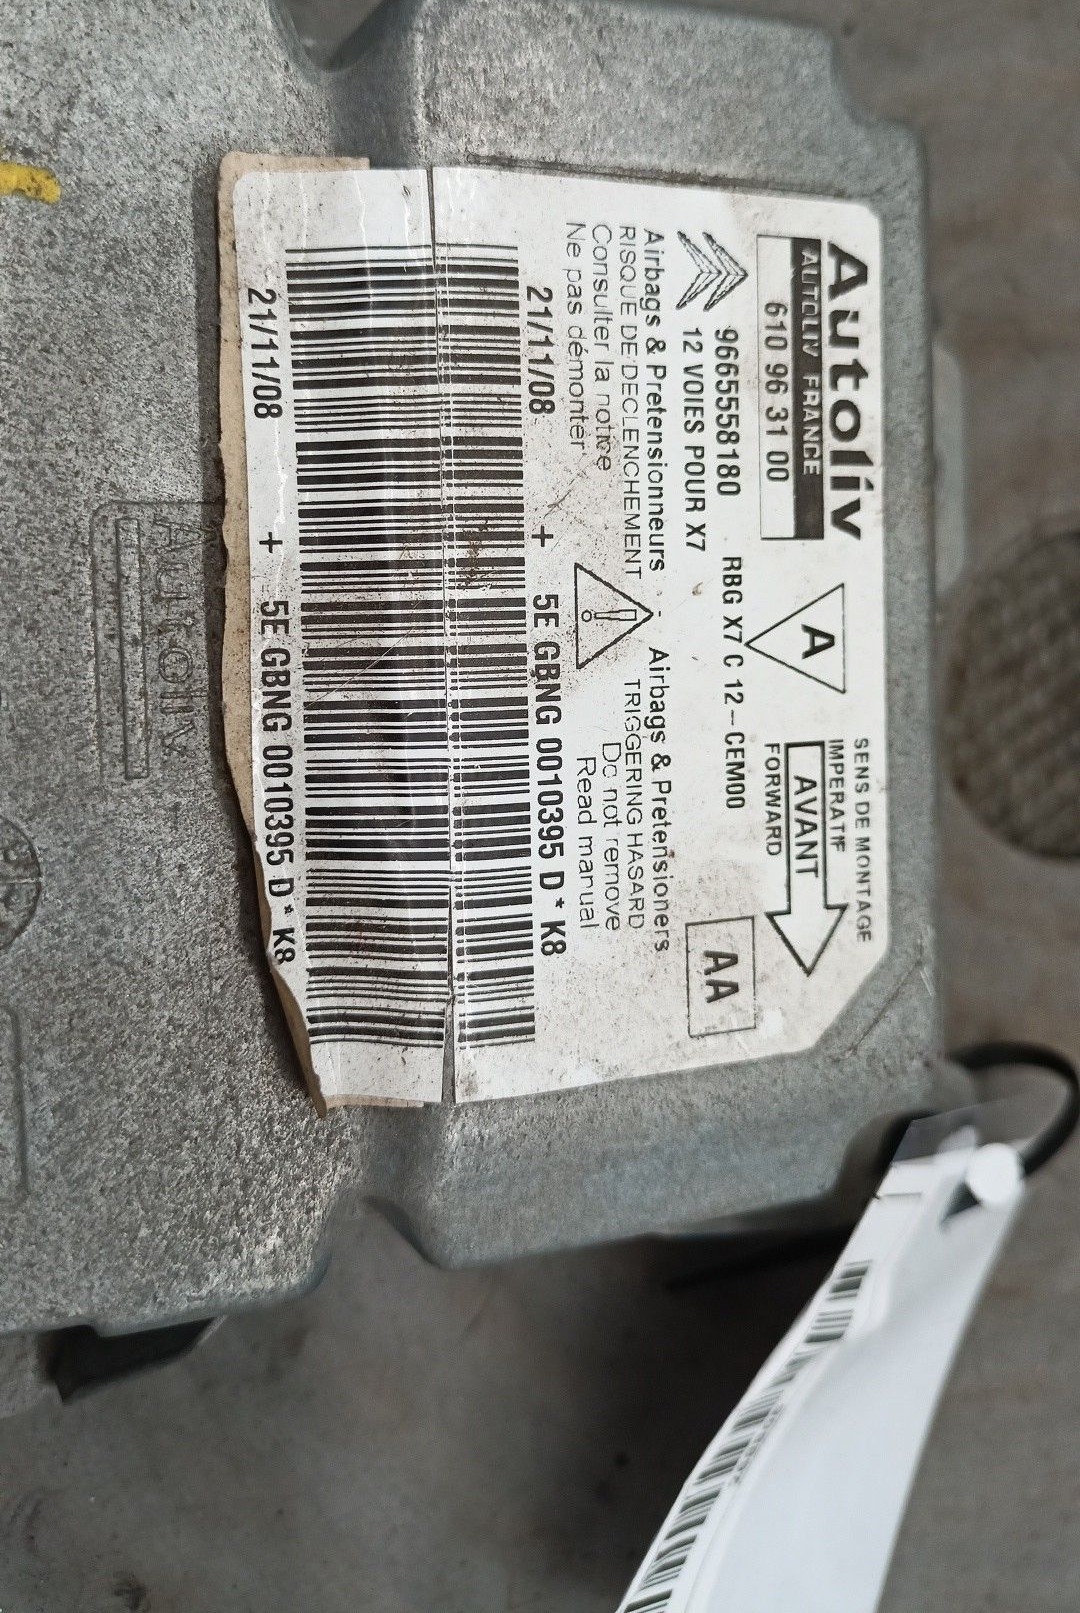 Autoliv
AUTOLIV FRANCE
610 96 31 00
A
SENS DE MONTAGE
IMPERATIF
AVANT
FORWARD
9665558180 RBG X7 C 12-CEM00
12 VOIES POUR X7
AA
Airbags & Pretensionneurs - Airbags & Pretensioners
RISQUE DE DECLENCHEMENT TRIGGERING HASARD
Consulter la notice Do not remove
Ne pas démonter Read manual
21/11/08 + 5E GBNG 0010395 D * K8
21/11/08 + 5E GBNG 0010395 D * K8
Autoliv